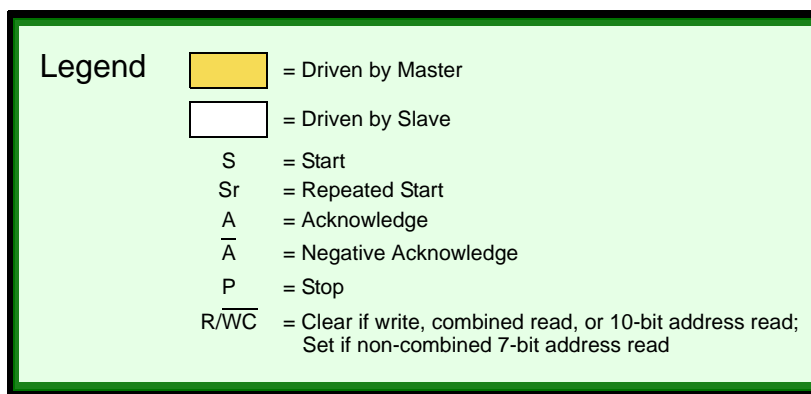 Legend
= Driven by Master
= Driven by Slave
S = Start
Sr = Repeated Start
A = Acknowledge
A̅ = Negative Acknowledge
P = Stop
R/W̅C̅ = Clear if write, combined read, or 10-bit address read;
Set if non-combined 7-bit address read